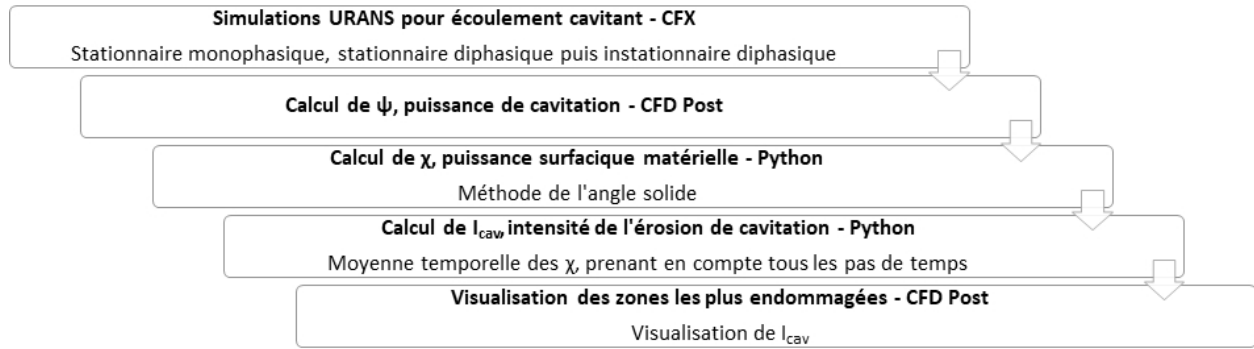 Simulations URANS pour écoulement cavitant - CFX
Stationnaire monophasique, stationnaire diphasique puis instationnaire diphasique
Calcul de ψ, puissance de cavitation - CFD Post
Calcul de χ, puissance surfacique matérielle - Python
Méthode de l'angle solide
Calcul de Icav, intensité de l'érosion de cavitation - Python
Moyenne temporelle des χ, prenant en compte tous les pas de temps
Visualisation des zones les plus endommagées - CFD Post
Visualisation de Icav